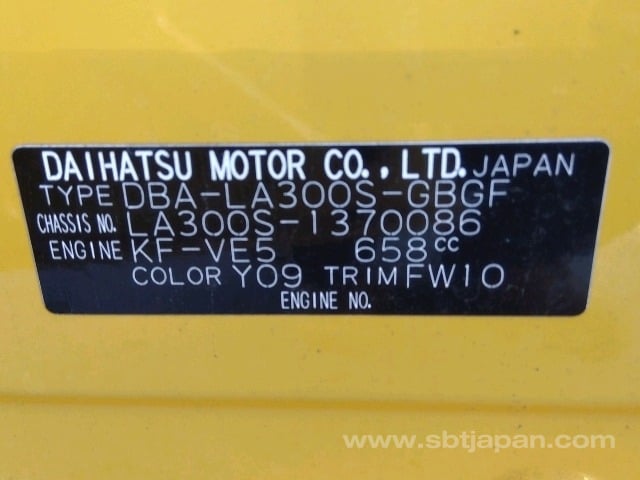 DAIHATSU MOTOR CO., LTD. JAPAN
TYPE DBA-LA300S-GBGF
CHASSIS NO. LA300S-1370086
ENGINE KF-VE5 658cc
COLOR Y09 TRIM FW10
ENGINE NO.
www.sbtjapan.com